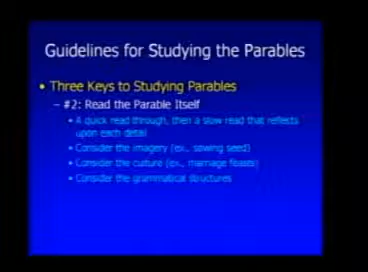 Guidelines for Studying the Parables
• Three Keys to Studying Parables
– #2: Read the Parable Itself
• A quick read through, then a slow read that reflects
upon each detail
• Consider the imagery (ex., sowing seed)
• Consider the culture (ex., marriage feasts)
• Consider the grammatical structures